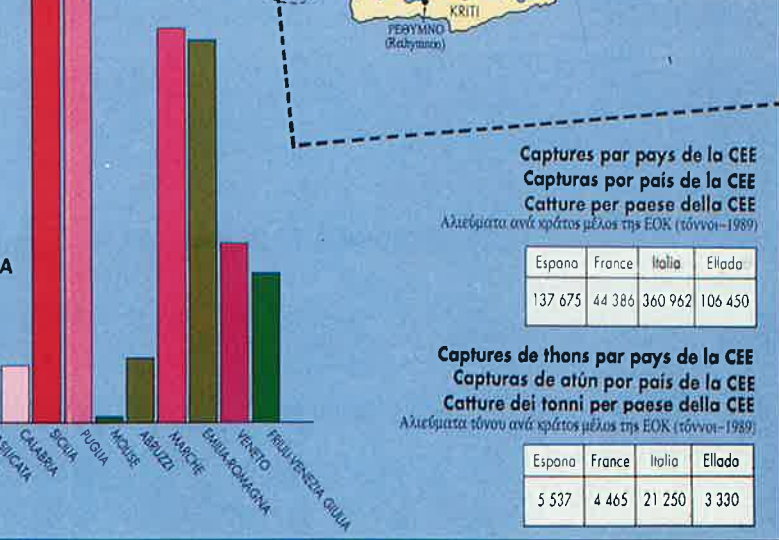 KRITI
ΡΕΘΥΜΝΟ
(Rethymnon)
Captures par pays de la CEE
Capturas por país de la CEE
Catture per paese della CEE
Αλιεύματα ανά κράτος μέλος της ΕΟΚ (τόννοι–1989)
A
Espana France Italia Ellada
137 675 44 386 360 962 106 450
Captures de thons par pays de la CEE
Capturas de atún por país de la CEE
Catture dei tonni per paese della CEE
Αλιεύματα τόνου ανά κράτος μέλος της ΕΟΚ (τόννοι–1989)
Espana France Italia Ellada
5 537 4 465 21 250 3 330
CALABRIA
SICILIA
PUGLIA
MOLISE
ABRUZZI
MARCHE
EMILIA-ROMAGNA
VENETO
FRIULI-VENEZIA GIULIA